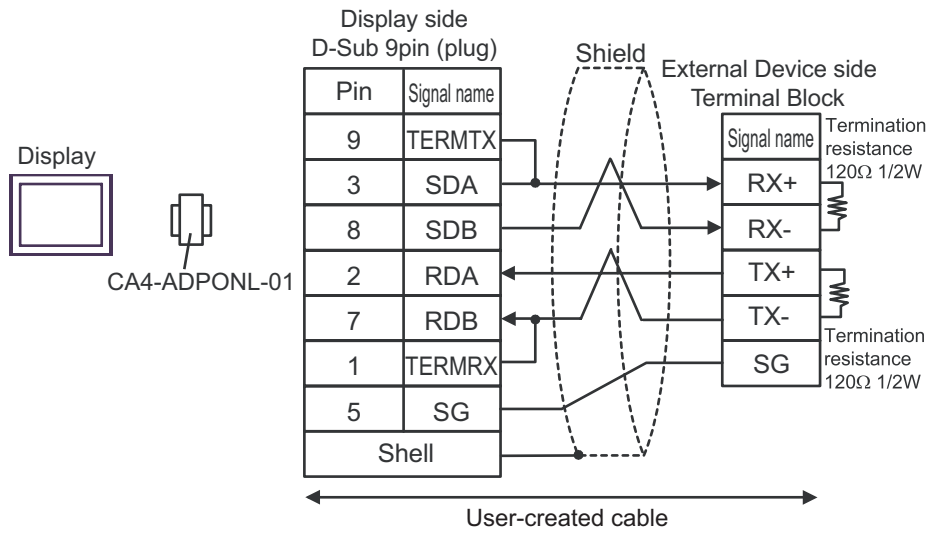 Display side
D-Sub 9pin (plug)
Shield
External Device side
Terminal Block
Pin
Signal name
Signal name
Termination
resistance
120Ω 1/2W
9
TERMTX
3
SDA
RX+
8
SDB
RX-
2
RDA
TX+
7
RDB
TX-
1
TERMRX
SG
Termination
resistance
120Ω 1/2W
5
SG
Shell
Display
CA4-ADPONL-01
User-created cable